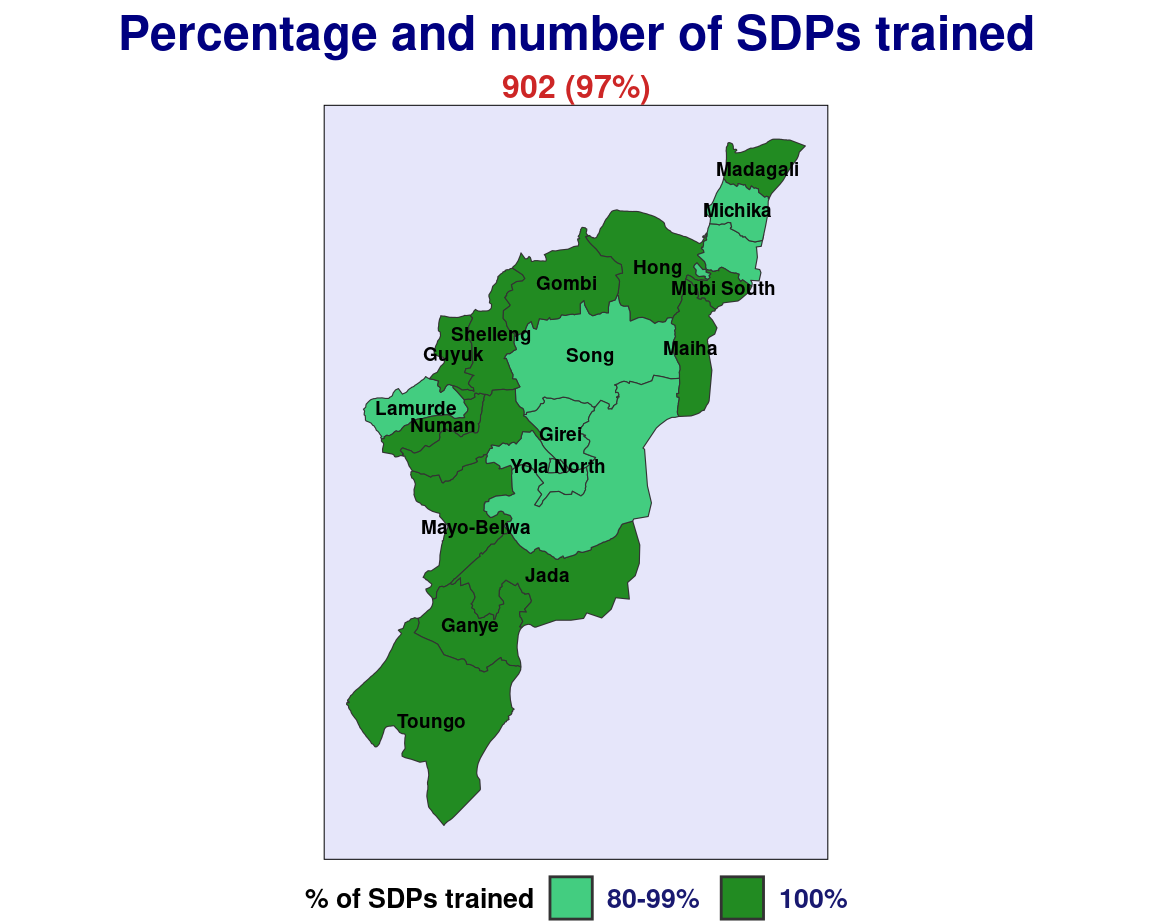 Percentage and number of SDPs trained
902 (97%)
Madagali
Michika
Hong
Gombi
Mubi South
Shelleng
Guyuk
Song
Maiha
Lamurde
Numan
Girei
Yola North
Mayo-Belwa
Jada
Ganye
Toungo
% of SDPs trained 80-99% 100%